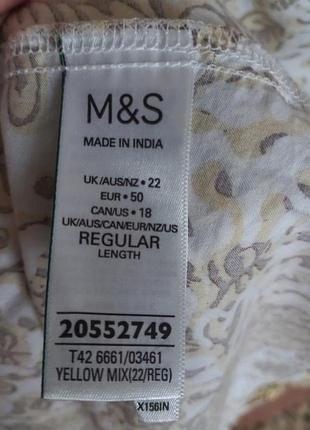 M&S
MADE IN INDIA
UK/AUS/NZ • 22
EUR • 50
CAN/US • 18
UK/AUS/CAN/EUR/NZ/US
REGULAR
LENGTH
20552749
T42 6661/03461
YELLOW MIX(22/REG)
X156IN